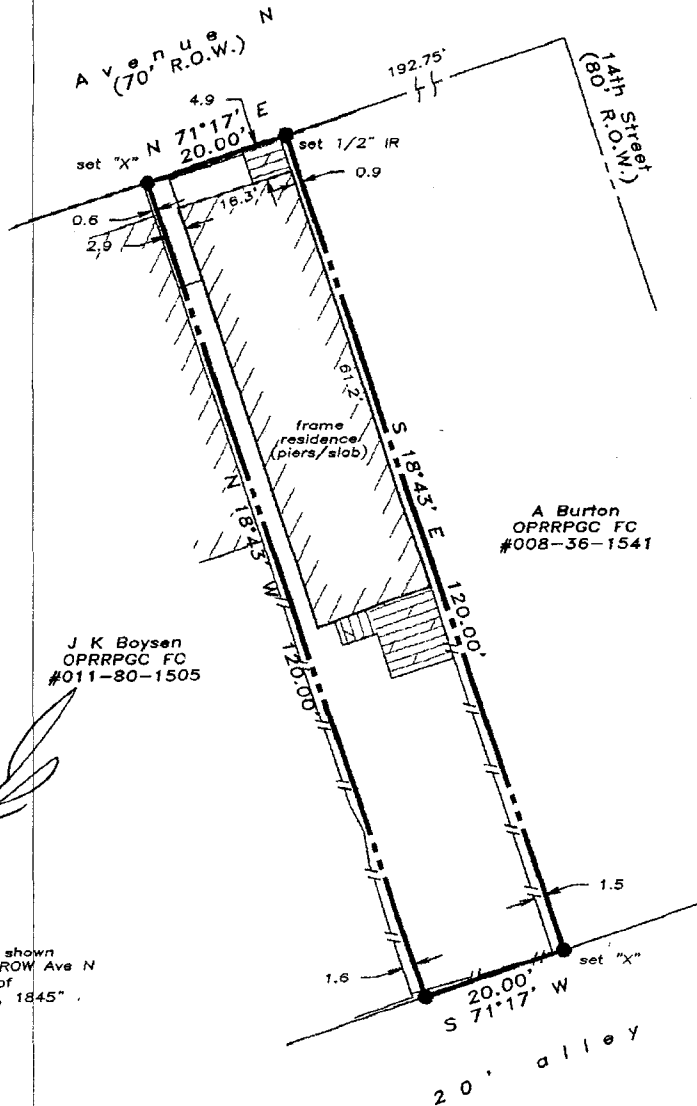 Avenue N
(70' R.O.W.)
192.75'
14th Street
(80' R.O.W.)
4.9
N 71°17' E
20.00'
set "X"
set 1/2" IR
0.9
0.6
16.3'
2.9
61.2'
frame
residence
(piers/slab)
S 18°43' E
120.00'
N 18°43' W
120.00'
A Burton
OPRRPGC FC
#008-36-1541
J K Boysen
OPRRPGC FC
#011-80-1505
shown
ROW Ave N
of
, 1845"
1.5
1.6
set "X"
20.00'
S 71°17' W
20' alley